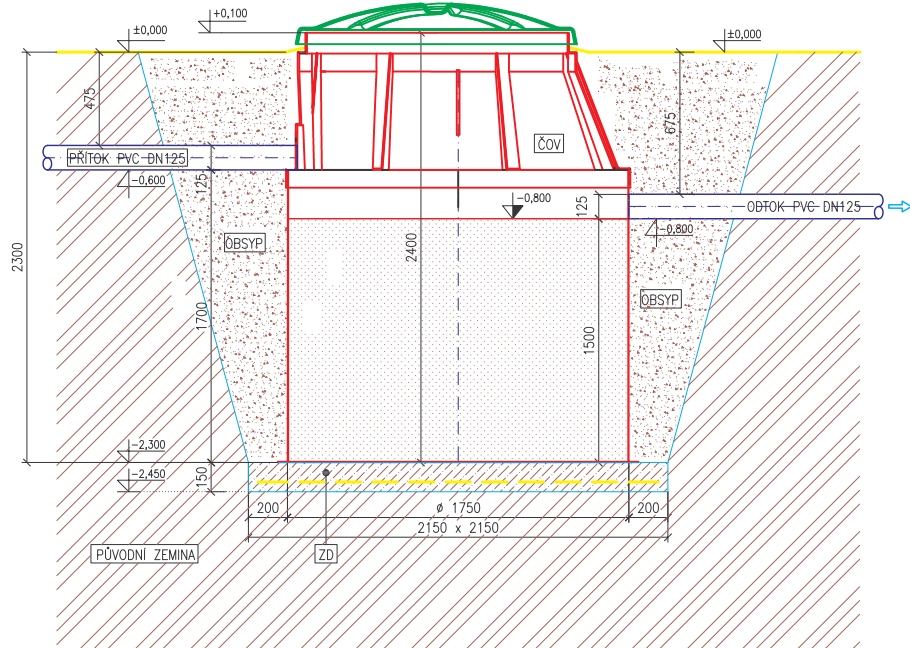 +0,100
±0,000
±0,000
475
675
ČOV
PŘÍTOK PVC DN125
-0,600
125
-0,800
125
ODTOK PVC DN125
-0,800
OBSYP
2300
2400
OBSYP
1700
1500
-2,300
-2,450
150
200
ø 1750
200
2150 x 2150
PŮVODNÍ ZEMINA
ZD